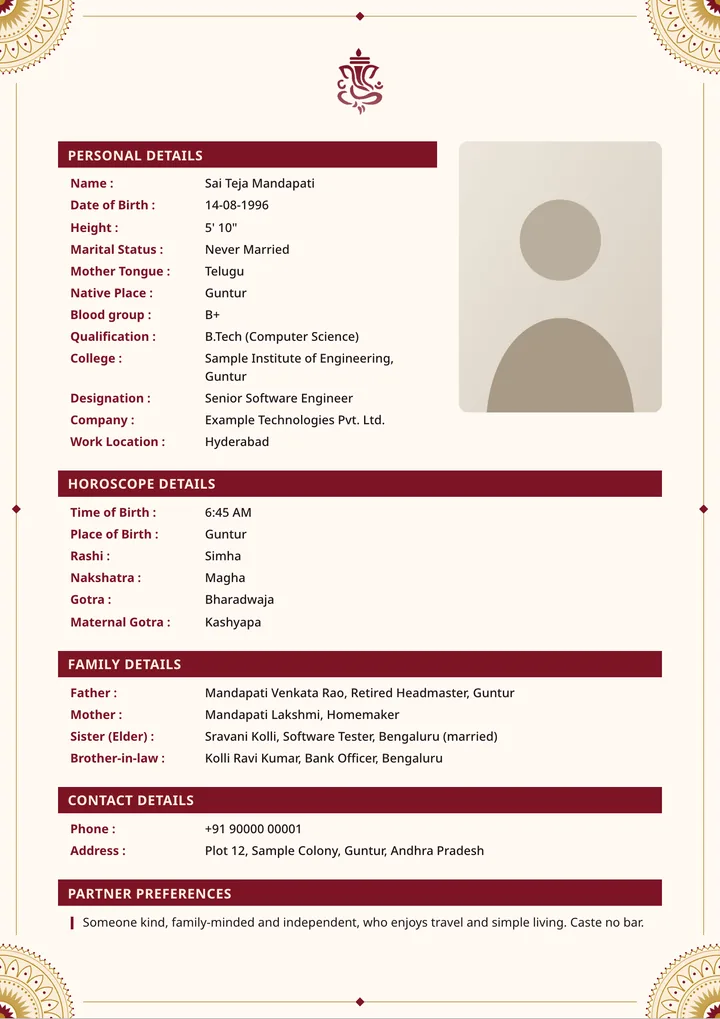 PERSONAL DETAILS
Name : Sai Teja Mandapati
Date of Birth : 14-08-1996
Height : 5' 10"
Marital Status : Never Married
Mother Tongue : Telugu
Native Place : Guntur
Blood group : B+
Qualification : B.Tech (Computer Science)
College : Sample Institute of Engineering,
Guntur
Designation : Senior Software Engineer
Company : Example Technologies Pvt. Ltd.
Work Location : Hyderabad
HOROSCOPE DETAILS
Time of Birth : 6:45 AM
Place of Birth : Guntur
Rashi : Simha
Nakshatra : Magha
Gotra : Bharadwaja
Maternal Gotra : Kashyapa
FAMILY DETAILS
Father : Mandapati Venkata Rao, Retired Headmaster, Guntur
Mother : Mandapati Lakshmi, Homemaker
Sister (Elder) : Sravani Kolli, Software Tester, Bengaluru (married)
Brother-in-law : Kolli Ravi Kumar, Bank Officer, Bengaluru
CONTACT DETAILS
Phone : +91 90000 00001
Address : Plot 12, Sample Colony, Guntur, Andhra Pradesh
PARTNER PREFERENCES
Someone kind, family-minded and independent, who enjoys travel and simple living. Caste no bar.